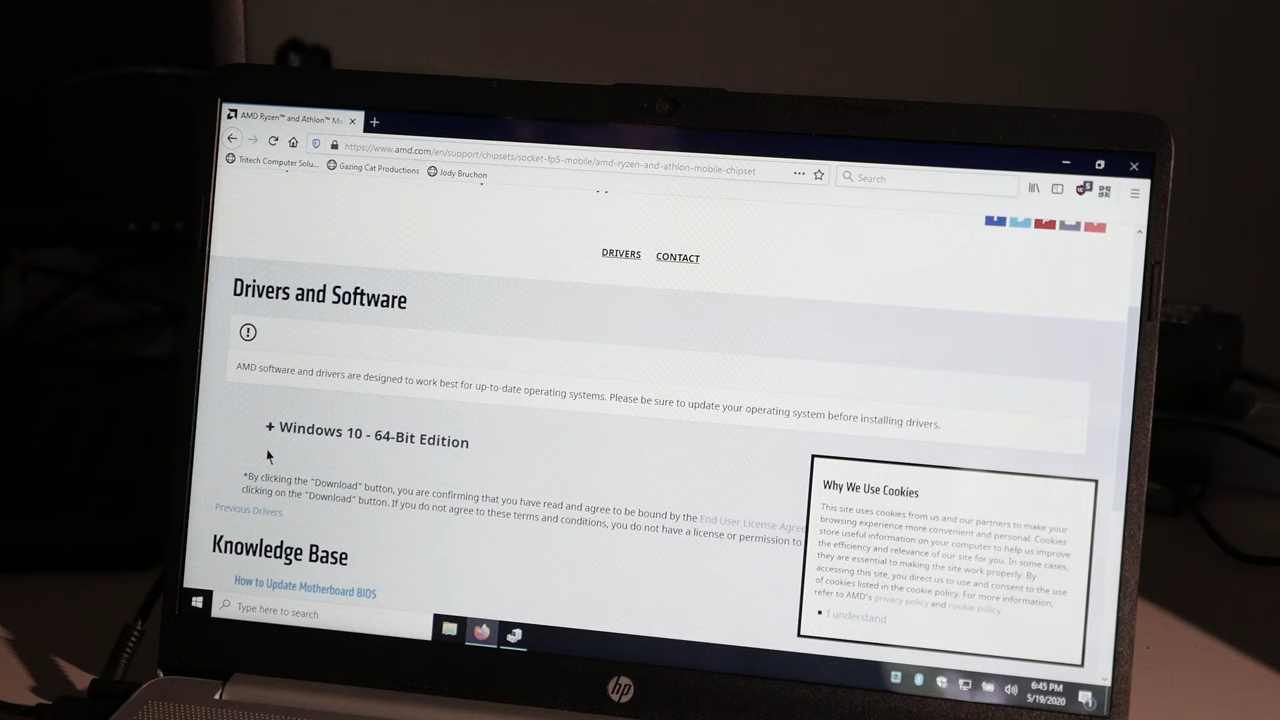 AMD Ryzen™ and Athlon™ Mo
https://www.amd.com/en/support/chipsets/socket-fp5-mobile/amd-ryzen-and-athlon-mobile-chipset
Search
Tritech Computer Solu...
Gazing Cat Productions
Jody Bruchon
DRIVERS CONTACT
Drivers and Software
AMD software and drivers are designed to work best for up-to-date operating systems. Please be sure to update your operating system before installing drivers.
+ Windows 10 - 64-Bit Edition
*By clicking the "Download" button, you are confirming that you have read and agree to be bound by the End User License Agree
clicking on the "Download" button. If you do not agree to these terms and conditions, you do not have a license or permission to
Previous Drivers
Knowledge Base
How to Update Motherboard BIOS
Why We Use Cookies
This site uses cookies from us and our partners to make your
browsing experience more convenient and personal. Cookies
store useful information on your computer to help us improve
the efficiency and relevance of our site for you. In some cases,
they are essential to making the site work properly. By
accessing this site, you direct us to use and consent to the use
of cookies listed in the cookie policy. For more information,
refer to AMD's privacy policy and cookie policy.
I understand
Type here to search
6:45 PM
5/19/2020
hp